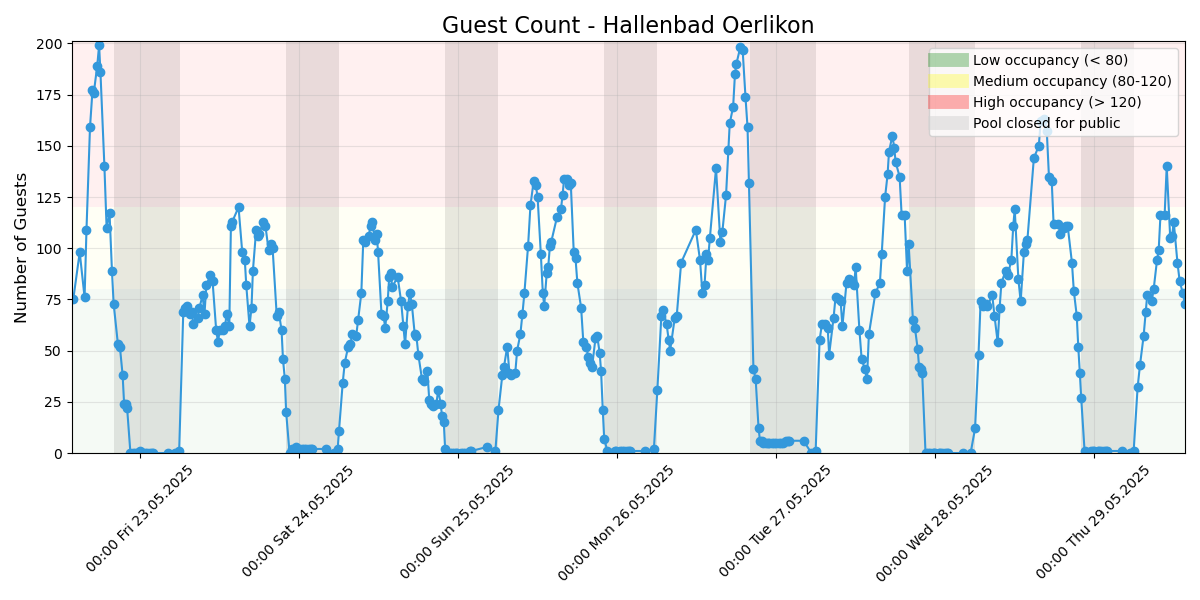 Guest Count - Hallenbad Oerlikon
Number of Guests
200
175
150
125
100
75
50
25
0
Low occupancy (< 80)
Medium occupancy (80-120)
High occupancy (> 120)
Pool closed for public
00:00 Fri 23.05.2025
00:00 Sat 24.05.2025
00:00 Sun 25.05.2025
00:00 Mon 26.05.2025
00:00 Tue 27.05.2025
00:00 Wed 28.05.2025
00:00 Thu 29.05.2025